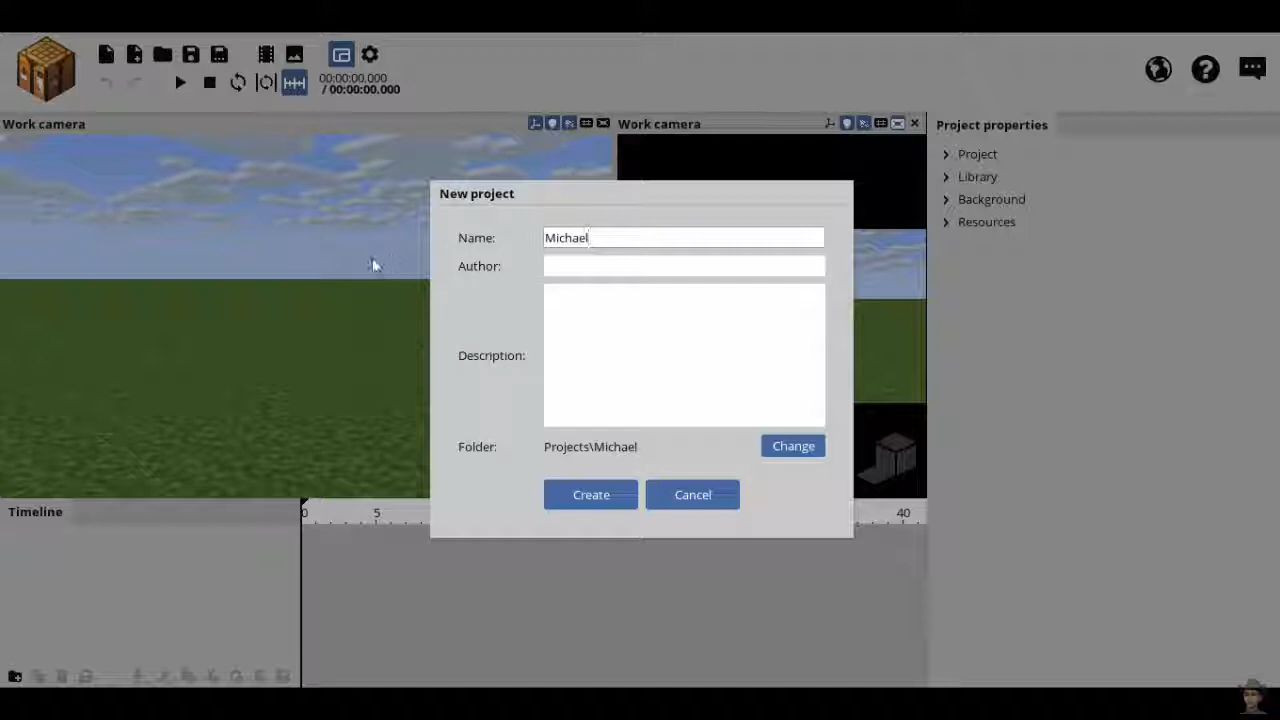 00:00:00.000
/ 00:00:00.000
Work camera
Work camera
Project properties
Project
Library
Background
Resources
New project
Name: Michael
Author:
Description:
Folder: Projects\Michael Change
Create Cancel
Timeline
0 5 40